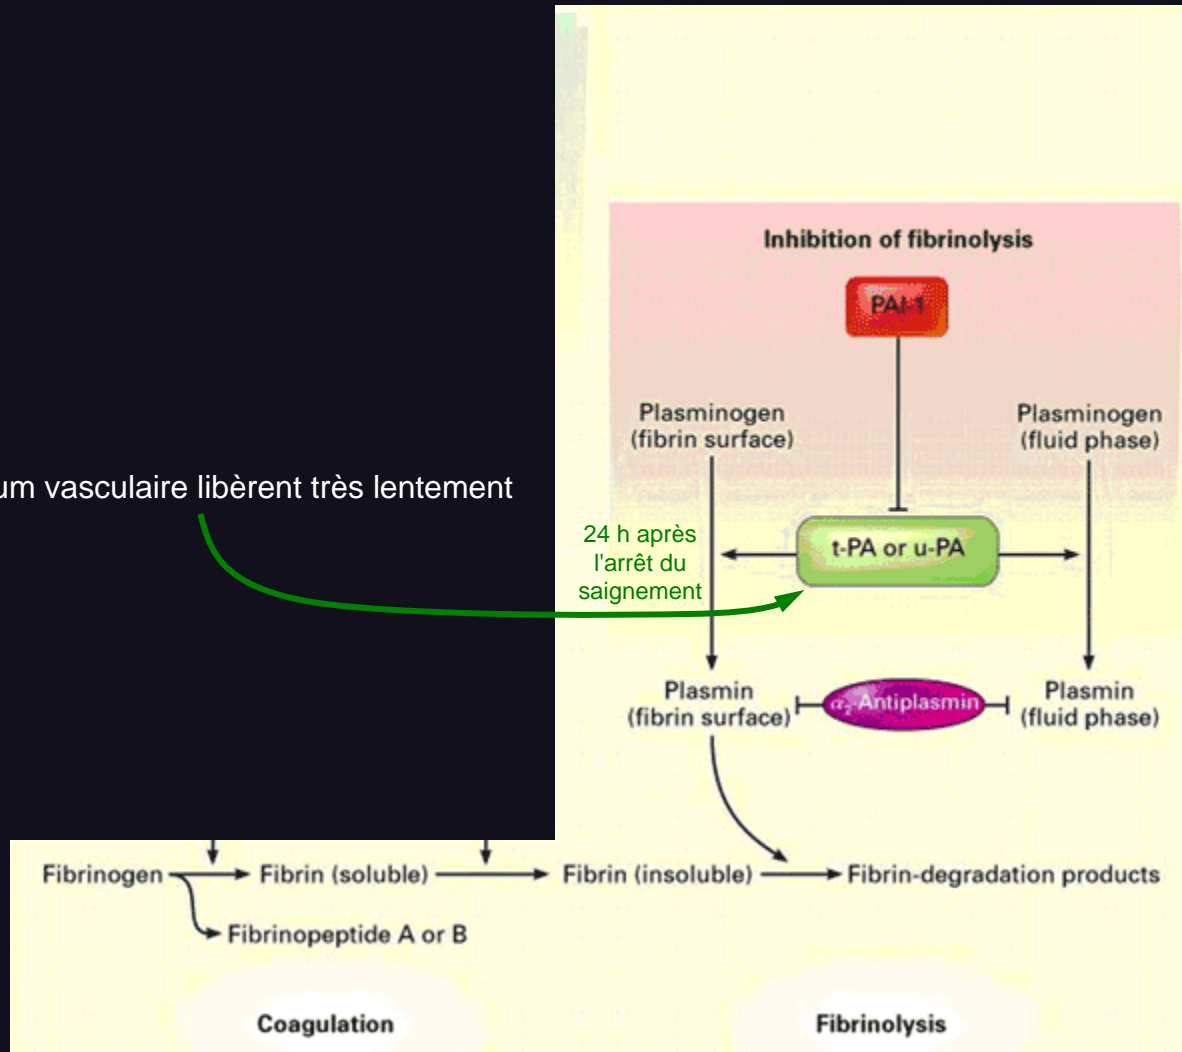 Inhibition of fibrinolysis
PAI-1
Plasminogen
(fibrin surface)
Plasminogen
(fluid phase)
um vasculaire libèrent très lentement
24 h après
l'arrêt du
saignement
t-PA or u-PA
Plasmin
(fibrin surface)
α2-Antiplasmin
Plasmin
(fluid phase)
Fibrinogen
Fibrin (soluble)
Fibrin (insoluble)
Fibrin-degradation products
Fibrinopeptide A or B
Coagulation
Fibrinolysis